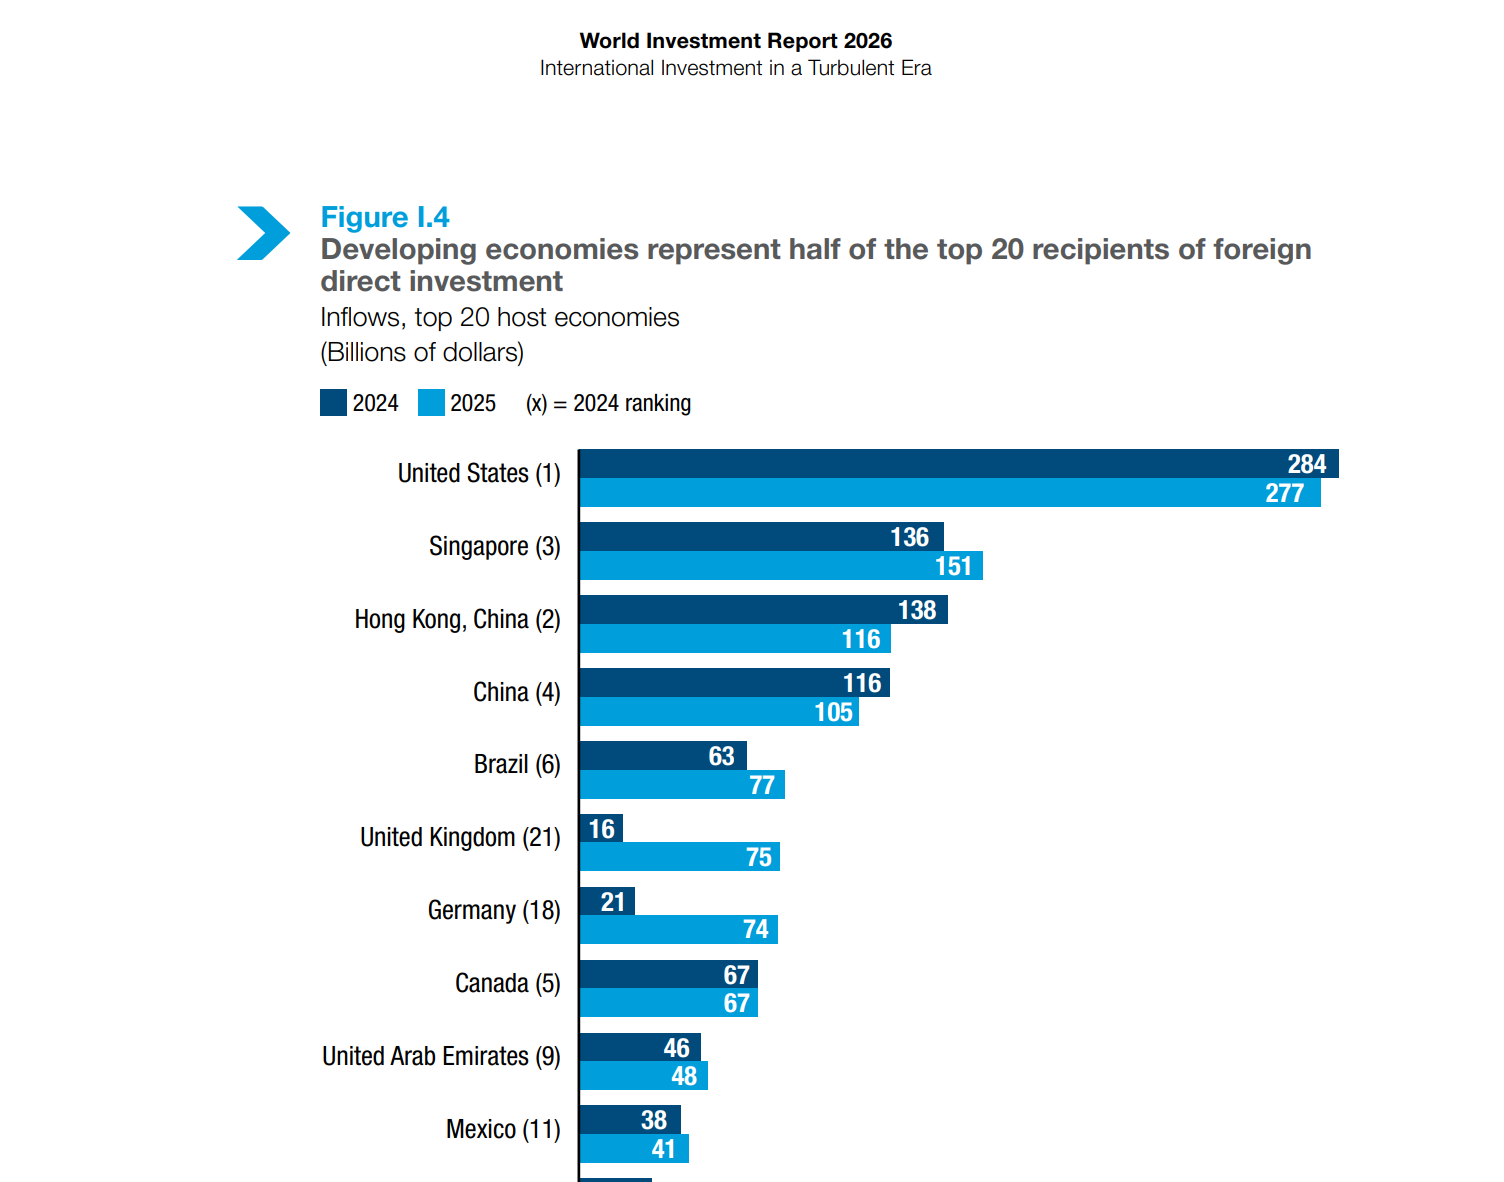 World Investment Report 2026
International Investment in a Turbulent Era
Figure I.4
Developing economies represent half of the top 20 recipients of foreign
direct investment
Inflows, top 20 host economies
(Billions of dollars)
2024 2025 (x) = 2024 ranking
United States (1)
284
277
Singapore (3)
136
151
Hong Kong, China (2)
138
116
China (4)
116
105
Brazil (6)
63
77
United Kingdom (21)
16
75
Germany (18)
21
74
Canada (5)
67
67
United Arab Emirates (9)
46
48
Mexico (11)
38
41